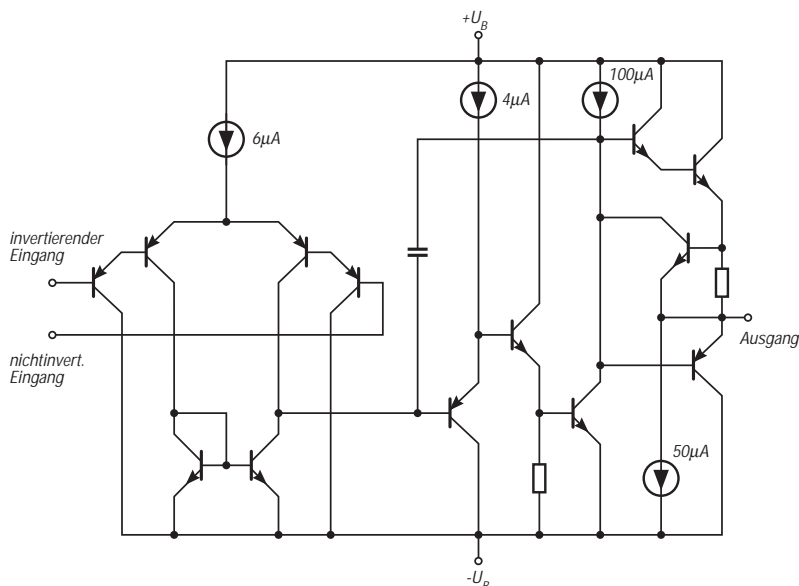 +U_B
100µA
4µA
6µA
invertierender
Eingang
Ausgang
nichtinvert.
Eingang
50µA
-U_B